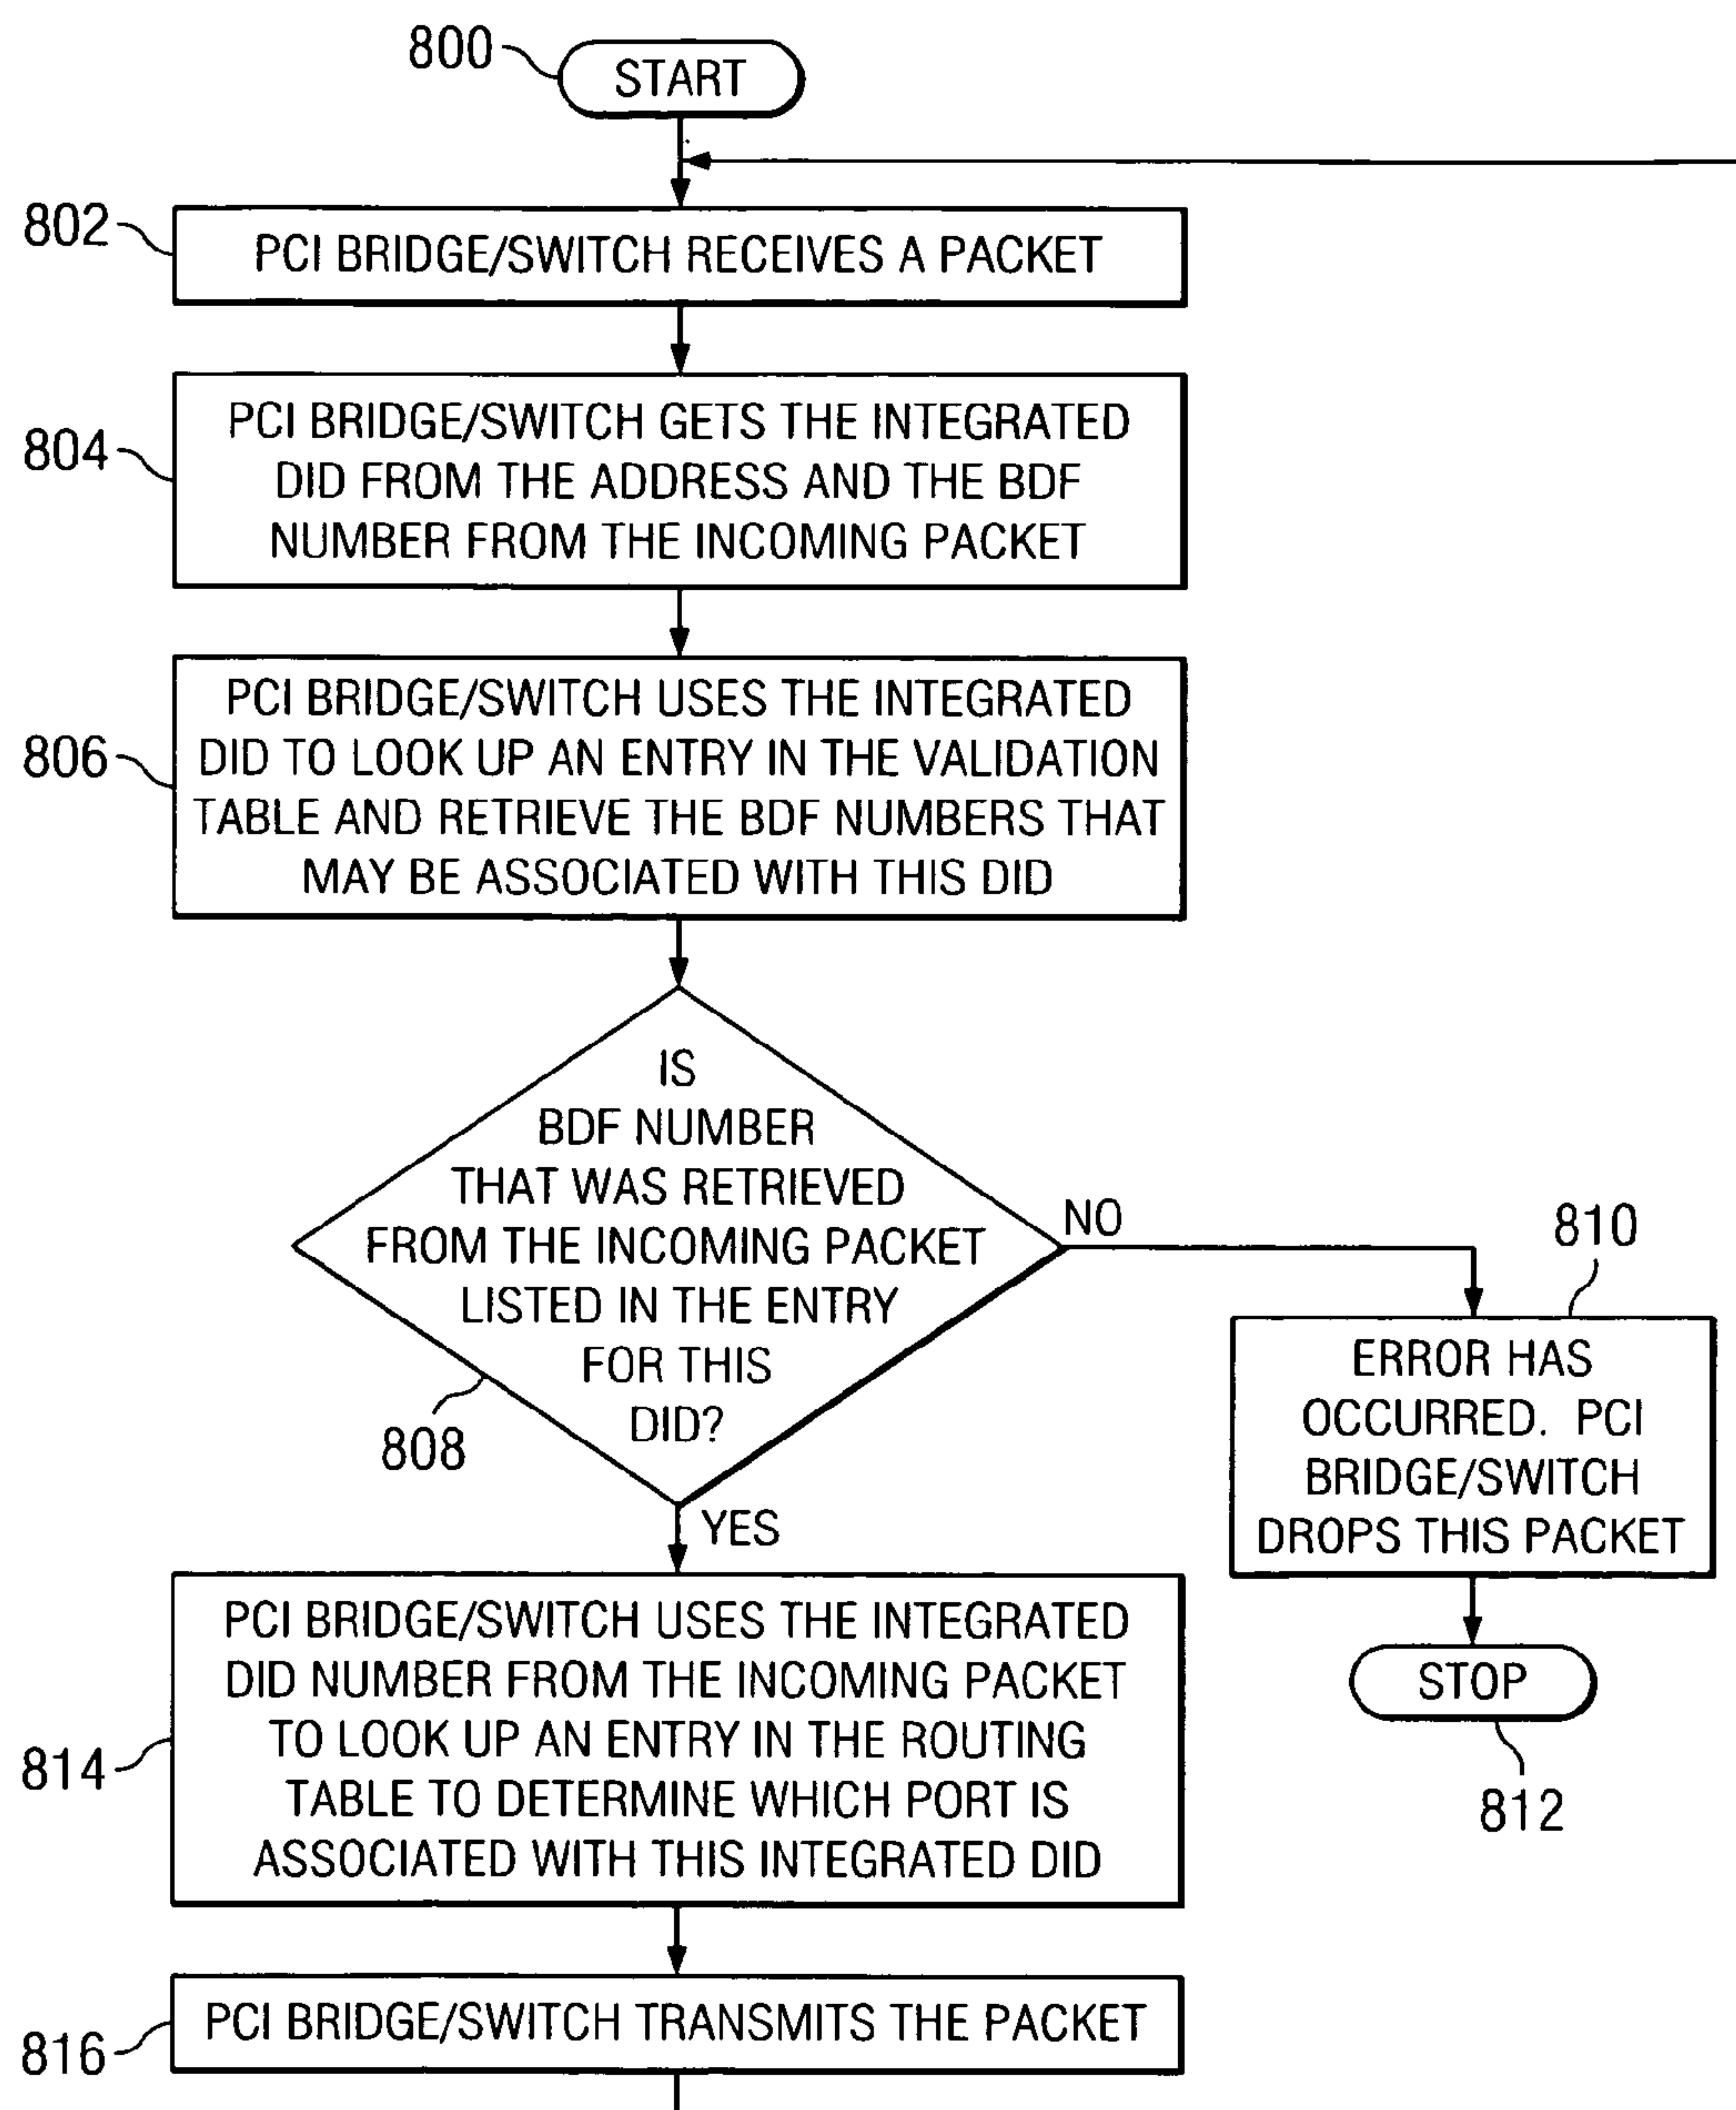 800
START
802
PCI BRIDGE/SWITCH RECEIVES A PACKET
804
PCI BRIDGE/SWITCH GETS THE INTEGRATED
DID FROM THE ADDRESS AND THE BDF
NUMBER FROM THE INCOMING PACKET
806
PCI BRIDGE/SWITCH USES THE INTEGRATED
DID TO LOOK UP AN ENTRY IN THE VALIDATION
TABLE AND RETRIEVE THE BDF NUMBERS THAT
MAY BE ASSOCIATED WITH THIS DID
IS
BDF NUMBER
THAT WAS RETRIEVED
FROM THE INCOMING PACKET
LISTED IN THE ENTRY
FOR THIS
DID?
808
NO
810
ERROR HAS
OCCURRED. PCI
BRIDGE/SWITCH
DROPS THIS PACKET
STOP
812
YES
814
PCI BRIDGE/SWITCH USES THE INTEGRATED
DID NUMBER FROM THE INCOMING PACKET
TO LOOK UP AN ENTRY IN THE ROUTING
TABLE TO DETERMINE WHICH PORT IS
ASSOCIATED WITH THIS INTEGRATED DID
816
PCI BRIDGE/SWITCH TRANSMITS THE PACKET